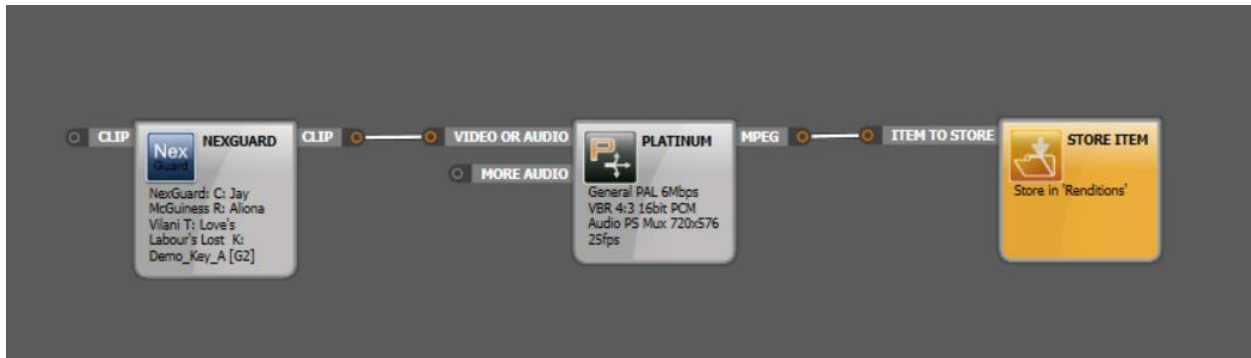 CLIP
Nex
Guard
NEXGUARD
NexGuard: C: Jay
McGuiness R: Aliona
Vilani T: Love's
Labour's Lost K:
Demo_Key_A [G2]
CLIP
VIDEO OR AUDIO
MORE AUDIO
P
PLATINUM
General PAL 6Mbps
VBR 4:3 16bit PCM
Audio PS Mux 720x576
25fps
MPEG
ITEM TO STORE
STORE ITEM
Store in 'Renditions'